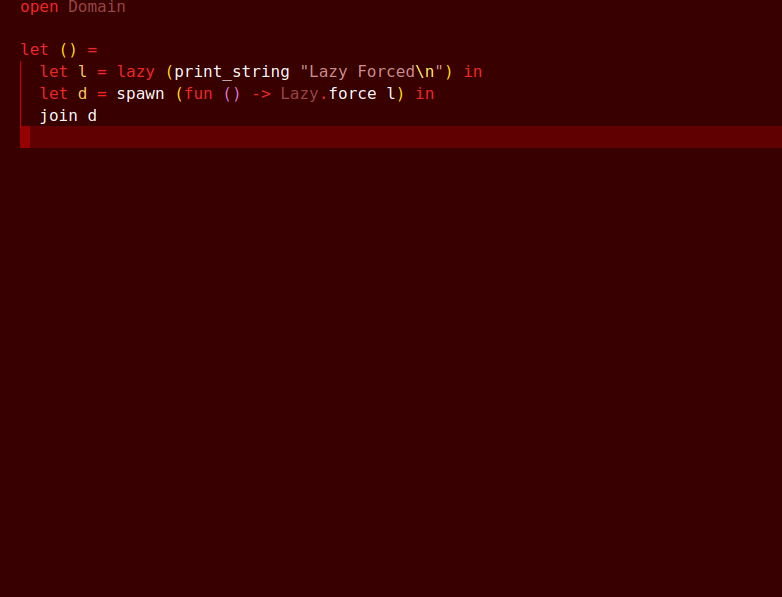 open Domain

let () =
  let l = lazy (print_string "Lazy Forced\n") in
  let d = spawn (fun () -> Lazy.force l) in
  join d